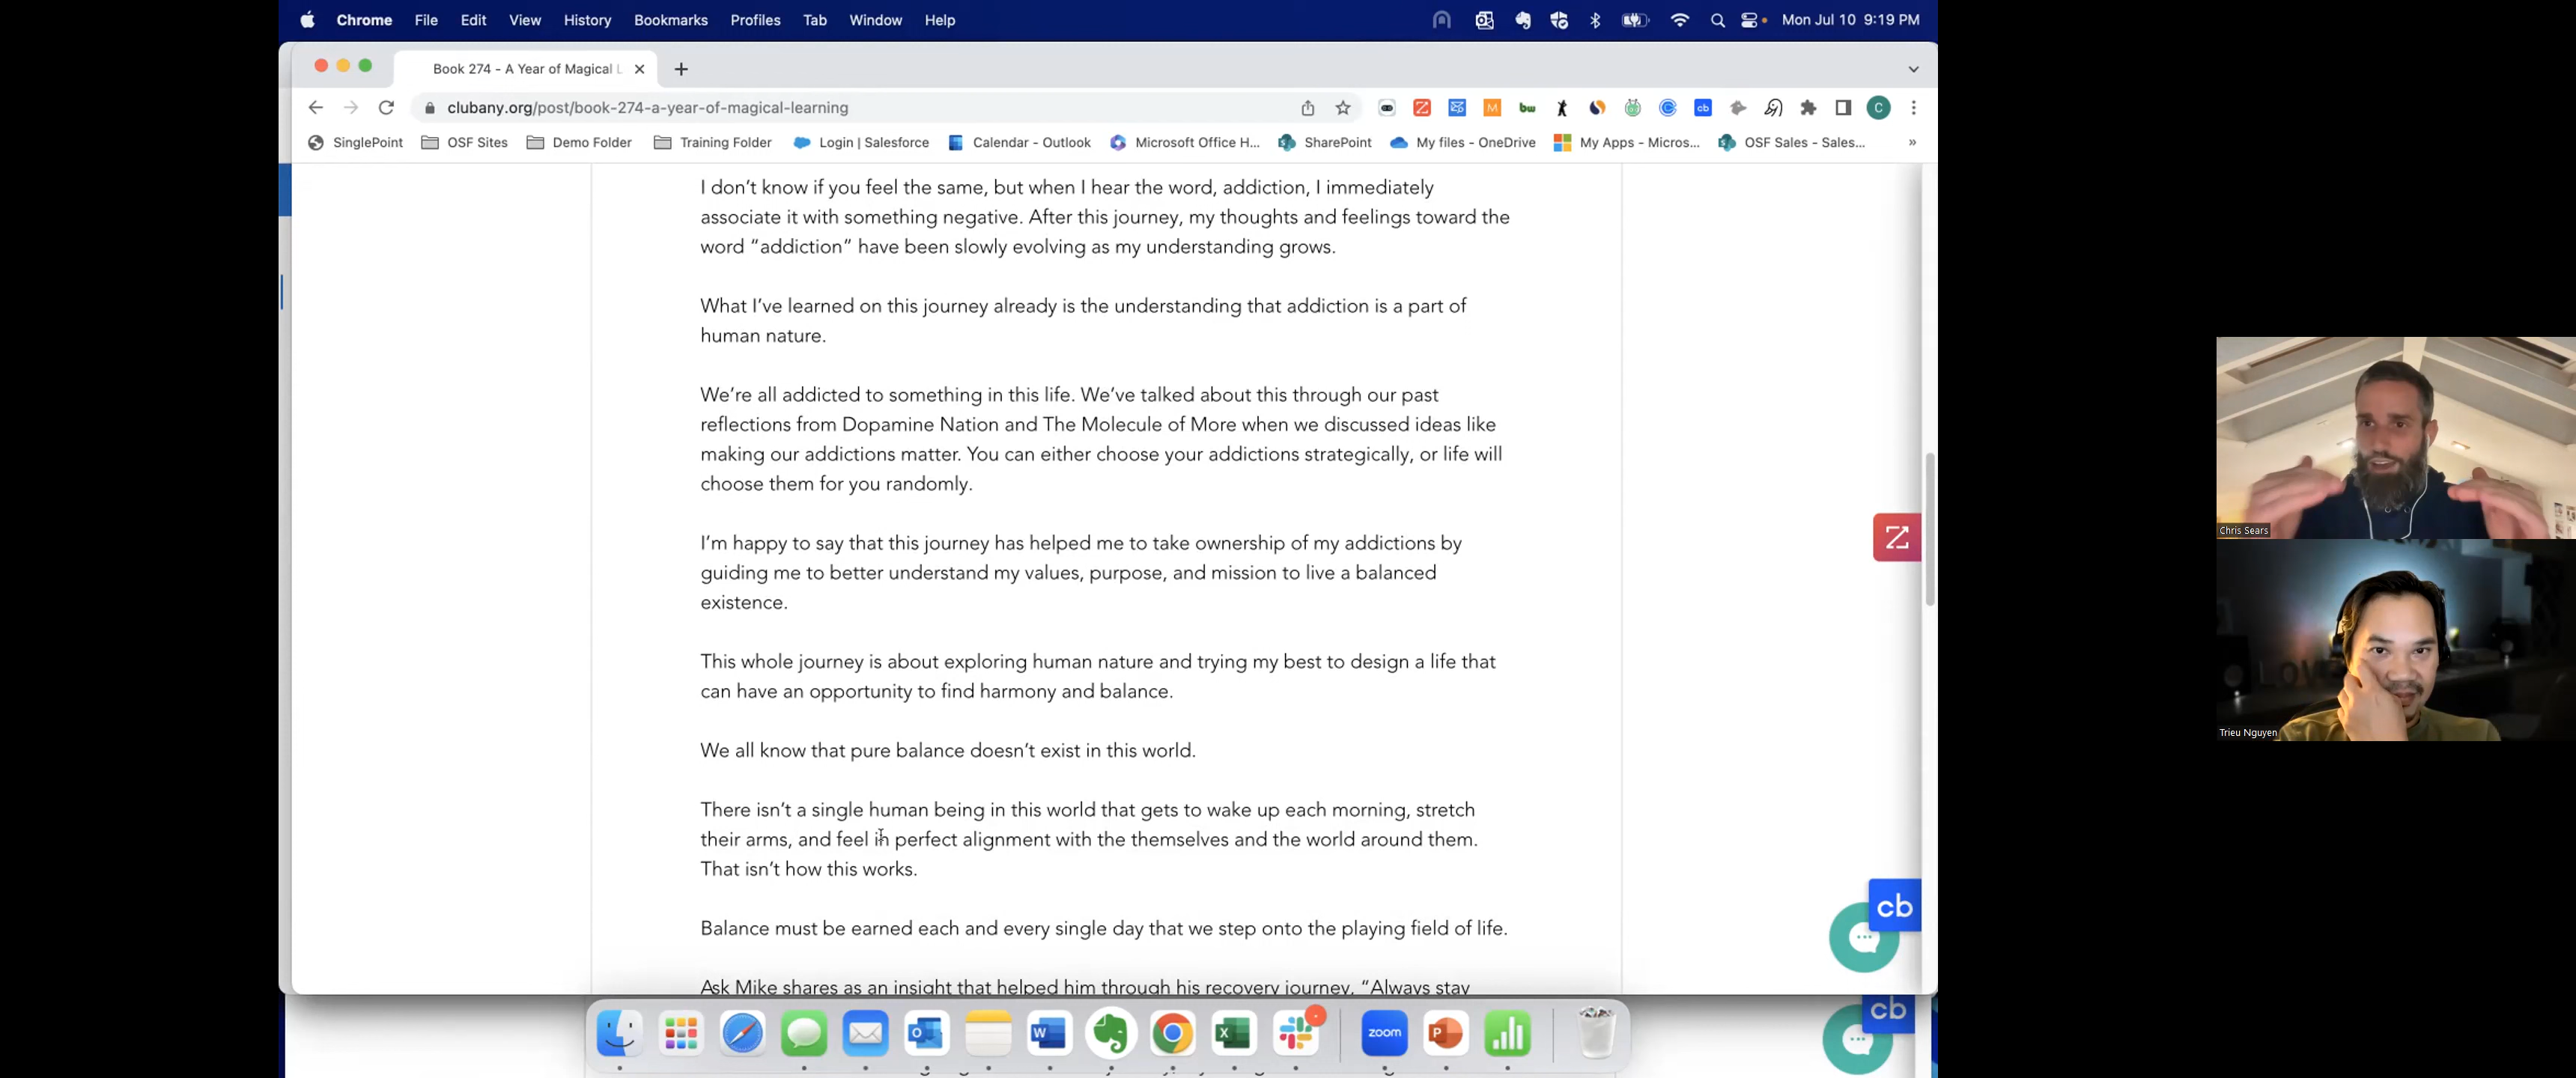 Chrome File Edit View History Bookmarks Profiles Tab Window Help Mon Jul 10 9:19 PM
Book 274 - A Year of Magical L
clubany.org/post/book-274-a-year-of-magical-learning
SinglePoint OSF Sites Demo Folder Training Folder Login | Salesforce Calendar - Outlook Microsoft Office H... SharePoint My files - OneDrive My Apps - Micros... OSF Sales - Sales... »
I don't know if you feel the same, but when I hear the word, addiction, I immediately
associate it with something negative. After this journey, my thoughts and feelings toward the
word “addiction” have been slowly evolving as my understanding grows.
What I've learned on this journey already is the understanding that addiction is a part of
human nature.
We're all addicted to something in this life. We've talked about this through our past
reflections from Dopamine Nation and The Molecule of More when we discussed ideas like
making our addictions matter. You can either choose your addictions strategically, or life will
choose them for you randomly.
I'm happy to say that this journey has helped me to take ownership of my addictions by
guiding me to better understand my values, purpose, and mission to live a balanced
existence.
This whole journey is about exploring human nature and trying my best to design a life that
can have an opportunity to find harmony and balance.
We all know that pure balance doesn't exist in this world.
There isn't a single human being in this world that gets to wake up each morning, stretch
their arms, and feel in perfect alignment with the themselves and the world around them.
That isn't how this works.
Balance must be earned each and every single day that we step onto the playing field of life.
Ask Mike shares as an insight that helped him through his recovery journey, “Always stay
cb
cb
zoom
Chris Sears
Trieu Nguyen